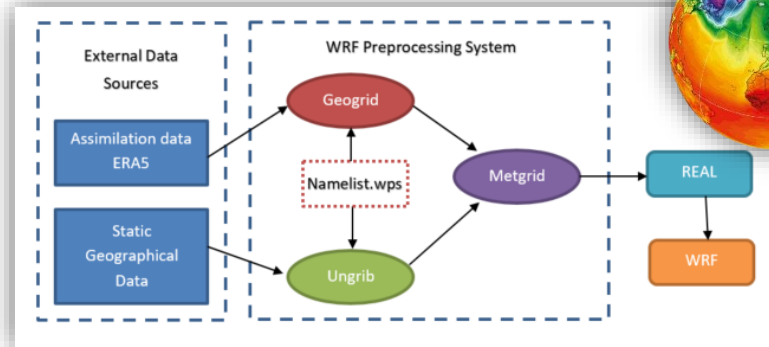 External Data
Sources
WRF Preprocessing System
Assimilation data
ERA5
Static
Geographical
Data
Geogrid
Namelist.wps
Ungrib
Metgrid
REAL
WRF